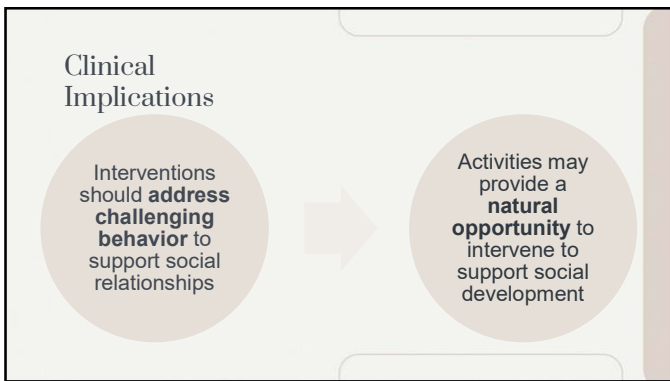 Clinical
Implications
Interventions
should address
challenging
behavior to
support social
relationships
Activities may
provide a
natural
opportunity to
intervene to
support social
development